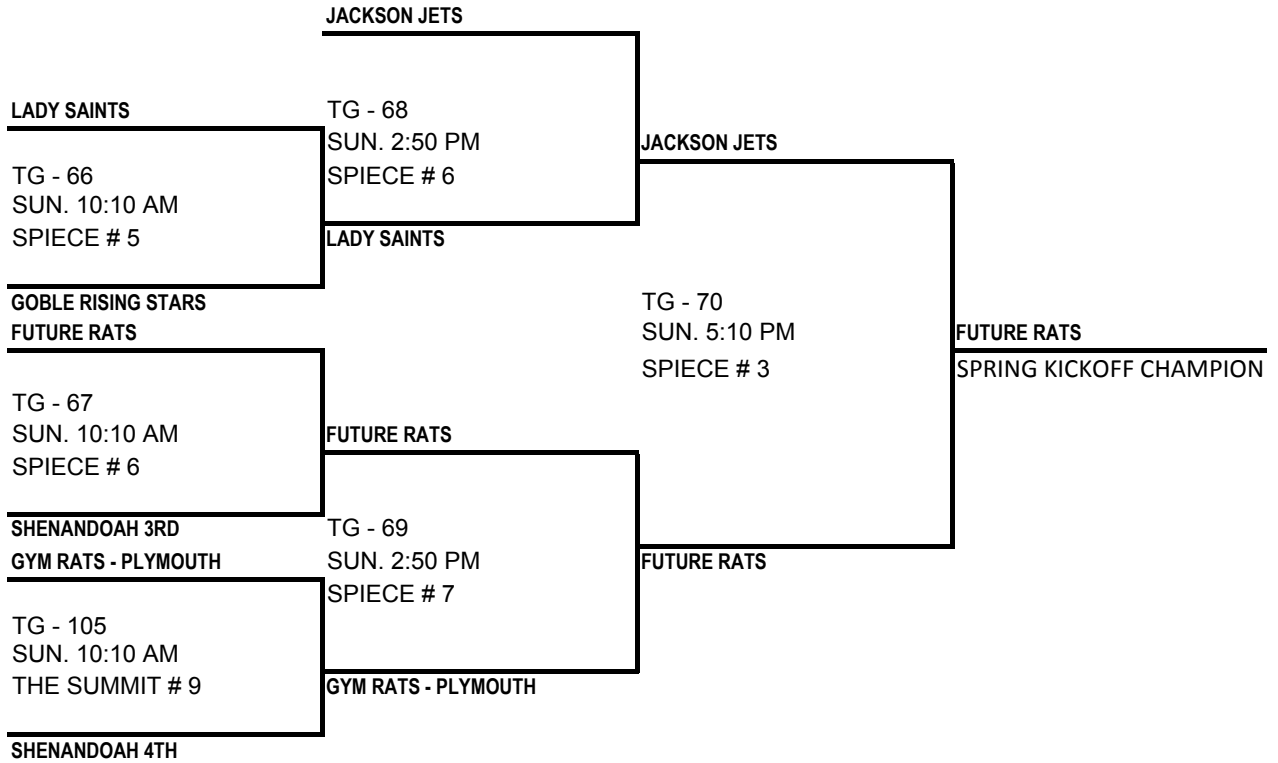 JACKSON JETS
LADY SAINTS
TG - 68
SUN. 2:50 PM
SPIECE # 6
JACKSON JETS
TG - 66
SUN. 10:10 AM
SPIECE # 5
LADY SAINTS
GOBLE RISING STARS
FUTURE RATS
TG - 70
SUN. 5:10 PM
SPIECE # 3
FUTURE RATS
SPRING KICKOFF CHAMPION
TG - 67
SUN. 10:10 AM
SPIECE # 6
FUTURE RATS
SHENANDOAH 3RD
GYM RATS - PLYMOUTH
TG - 69
SUN. 2:50 PM
SPIECE # 7
FUTURE RATS
TG - 105
SUN. 10:10 AM
THE SUMMIT # 9
GYM RATS - PLYMOUTH
SHENANDOAH 4TH